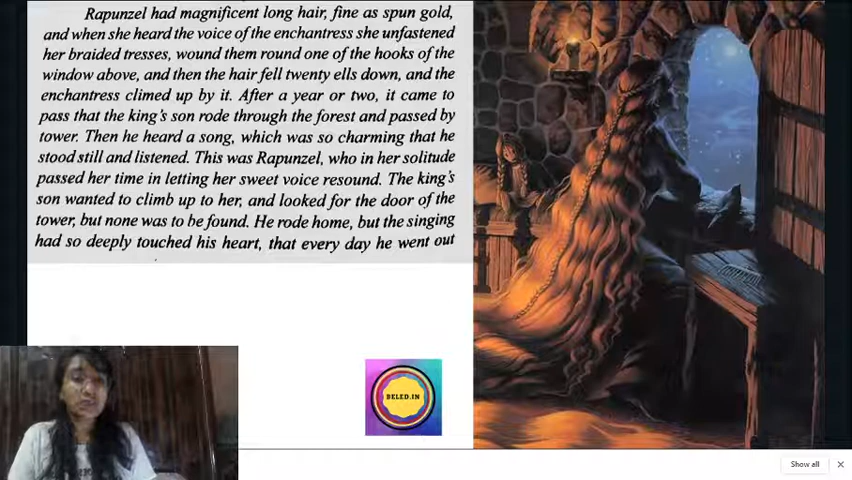 Rapunzel had magnificent long hair, fine as spun gold,
and when she heard the voice of the enchantress she unfastened
her braided tresses, wound them round one of the hooks of the
window above, and then the hair fell twenty ells down, and the
enchantress climed up by it. After a year or two, it came to
pass that the king's son rode through the forest and passed by
tower. Then he heard a song, which was so charming that he
stood still and listened. This was Rapunzel, who in her solitude
passed her time in letting her sweet voice resound. The king's
son wanted to climb up to her, and looked for the door of the
tower, but none was to be found. He rode home, but the singing
had so deeply touched his heart, that every day he went out
BELED.IN
Show all